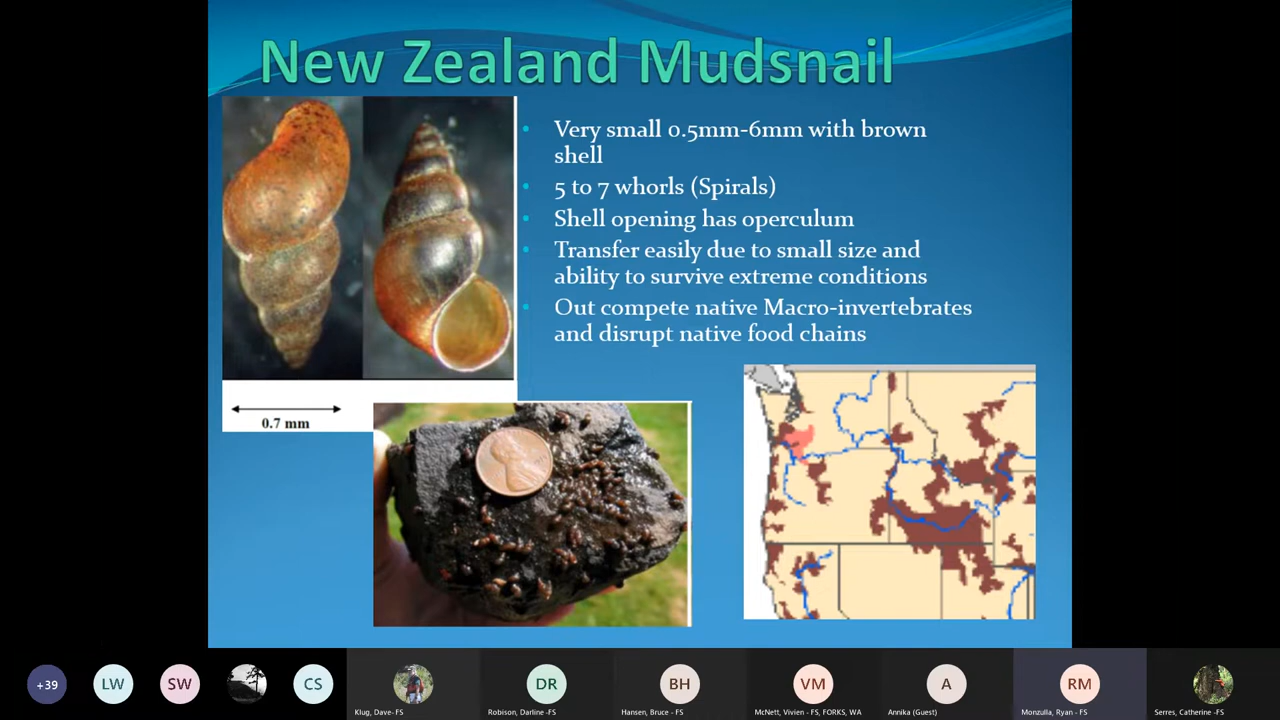 New Zealand Mudsnail
• Very small 0.5mm-6mm with brown
shell
• 5 to 7 whorls (Spirals)
• Shell opening has operculum
• Transfer easily due to small size and
ability to survive extreme conditions
• Out compete native Macro-invertebrates
and disrupt native food chains
0.7 mm
+39
LW
SW
CS
DR
BH
VM
A
RM
Klug, Dave- FS
Robison, Darline -FS
Hansen, Bruce - FS
McNett, Vivien - FS, FORKS, WA
Annika (Guest)
Monzulla, Ryan - FS
Serres, Catherine -FS